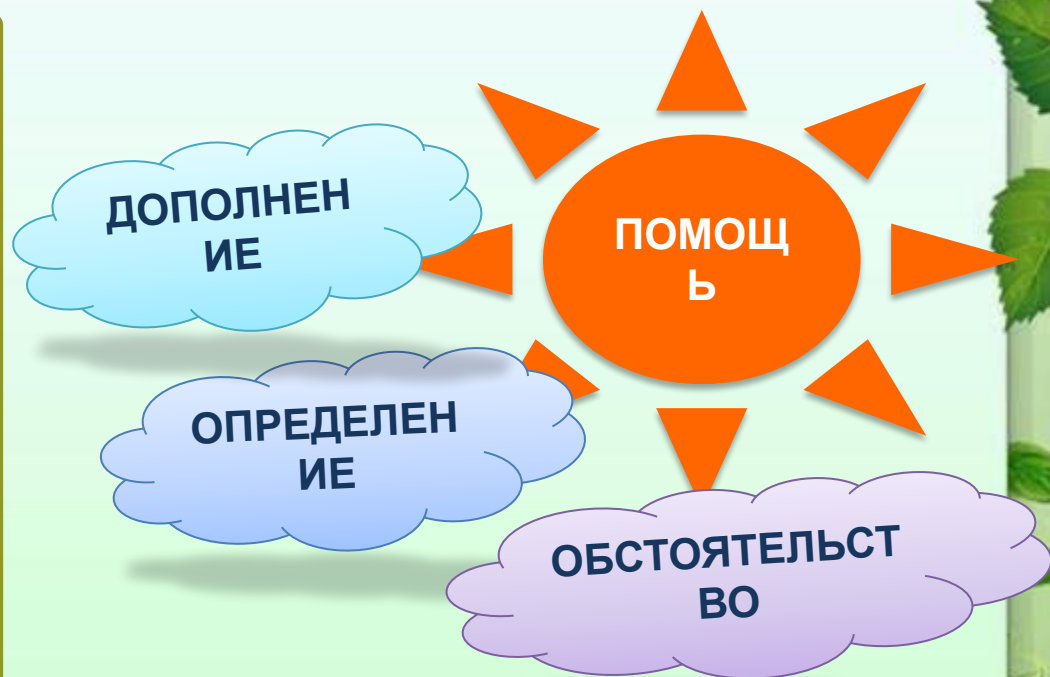 ДОПОЛНЕН
ИЕ
ПОМОЩ
Ь
ОПРЕДЕЛЕН
ИЕ
ОБСТОЯТЕЛЬСТ
ВО